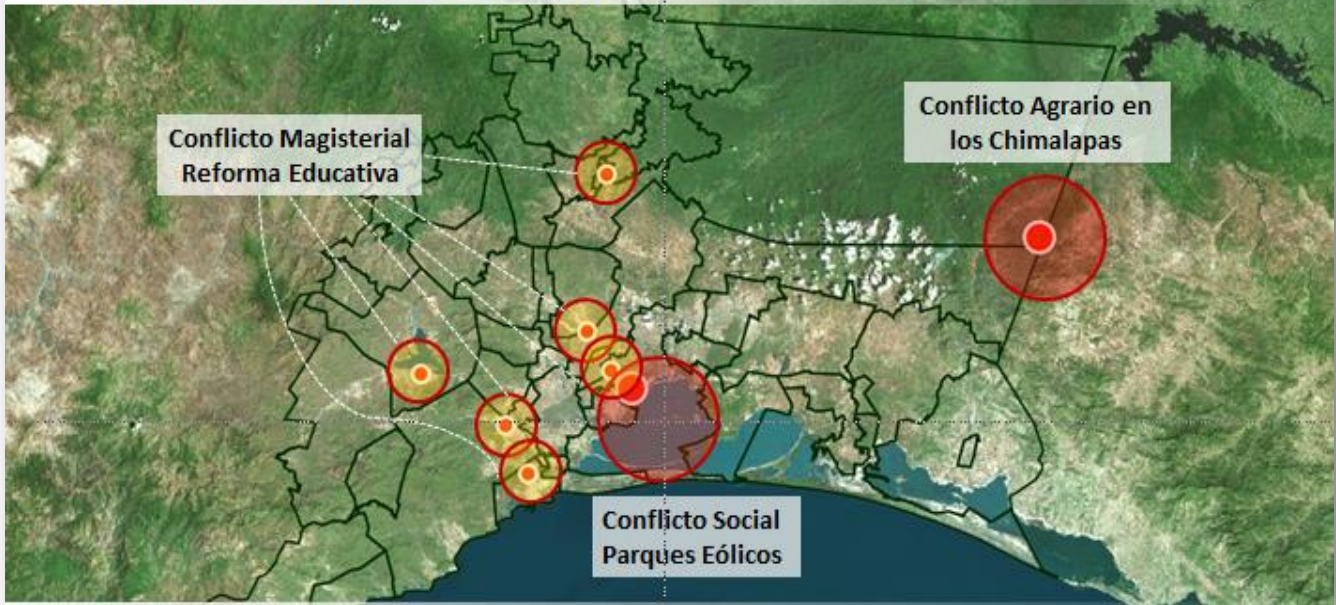 Conflicto Magisterial
Reforma Educativa
Conflicto Agrario en
los Chimalapas
Conflicto Social
Parques Eólicos